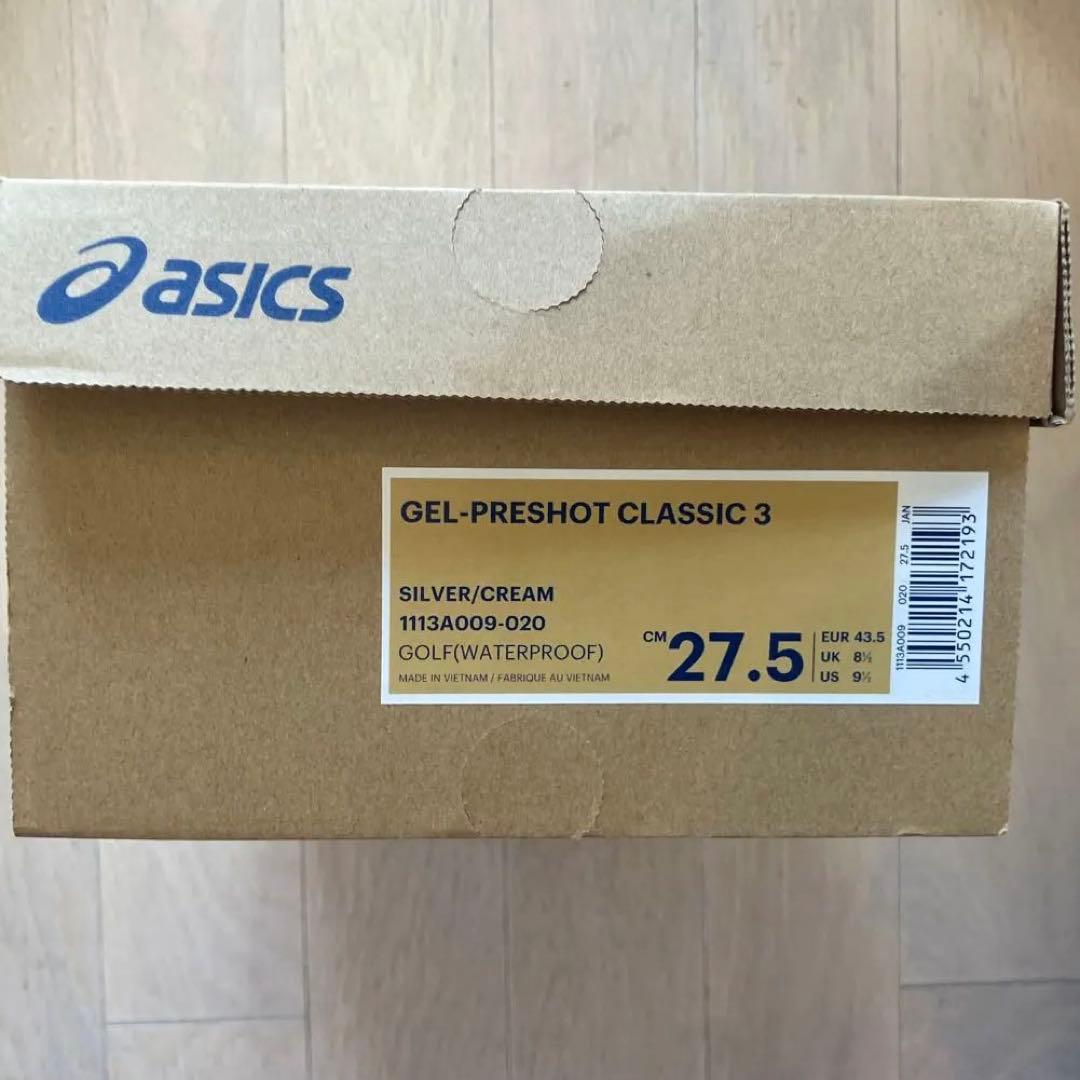 asics
GEL-PRESHOT CLASSIC 3
SILVER/CREAM
1113A009-020
GOLF(WATERPROOF)
MADE IN VIETNAM / FABRIQUE AU VIETNAM
CM 27.5
EUR 43.5
UK 8½
US 9½
1113A009 020 27.5 JAN
4 550214 172193